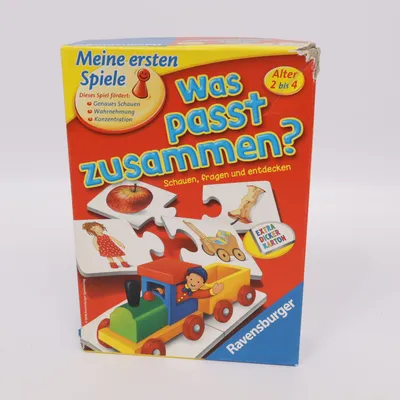 Meine ersten
Spiele
Dieses Spiel fördert:
Genaues Schauen
Wahrnehmung
Konzentration
Alter
2 bis 4
Was
passt
zusammen?
Schauen, fragen und entdecken
EXTRA
DICKER
KARTON
Ravensburger